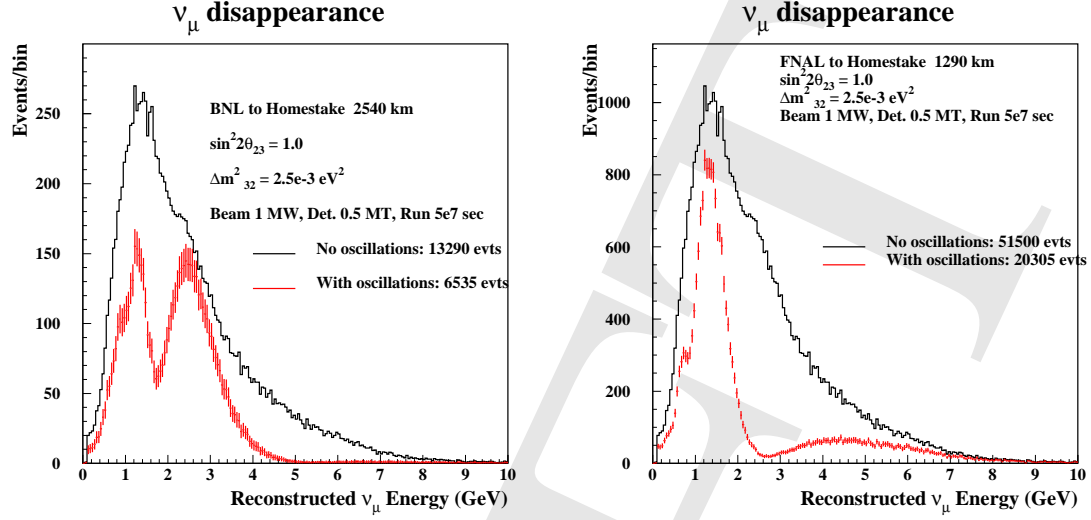 ν_μ disappearance
Events/bin
BNL to Homestake 2540 km
sin²2θ₂₃ = 1.0
Δm²₃₂ = 2.5e-3 eV²
Beam 1 MW, Det. 0.5 MT, Run 5e7 sec
No oscillations: 13290 evts
With oscillations: 6535 evts
250
200
150
100
50
0
0 1 2 3 4 5 6 7 8 9 10
Reconstructed ν_μ Energy (GeV)
ν_μ disappearance
Events/bin
FNAL to Homestake 1290 km
sin²2θ₂₃ = 1.0
Δm²₃₂ = 2.5e-3 eV²
Beam 1 MW, Det. 0.5 MT, Run 5e7 sec
No oscillations: 51500 evts
With oscillations: 20305 evts
1000
800
600
400
200
0
0 1 2 3 4 5 6 7 8 9 10
Reconstructed ν_μ Energy (GeV)